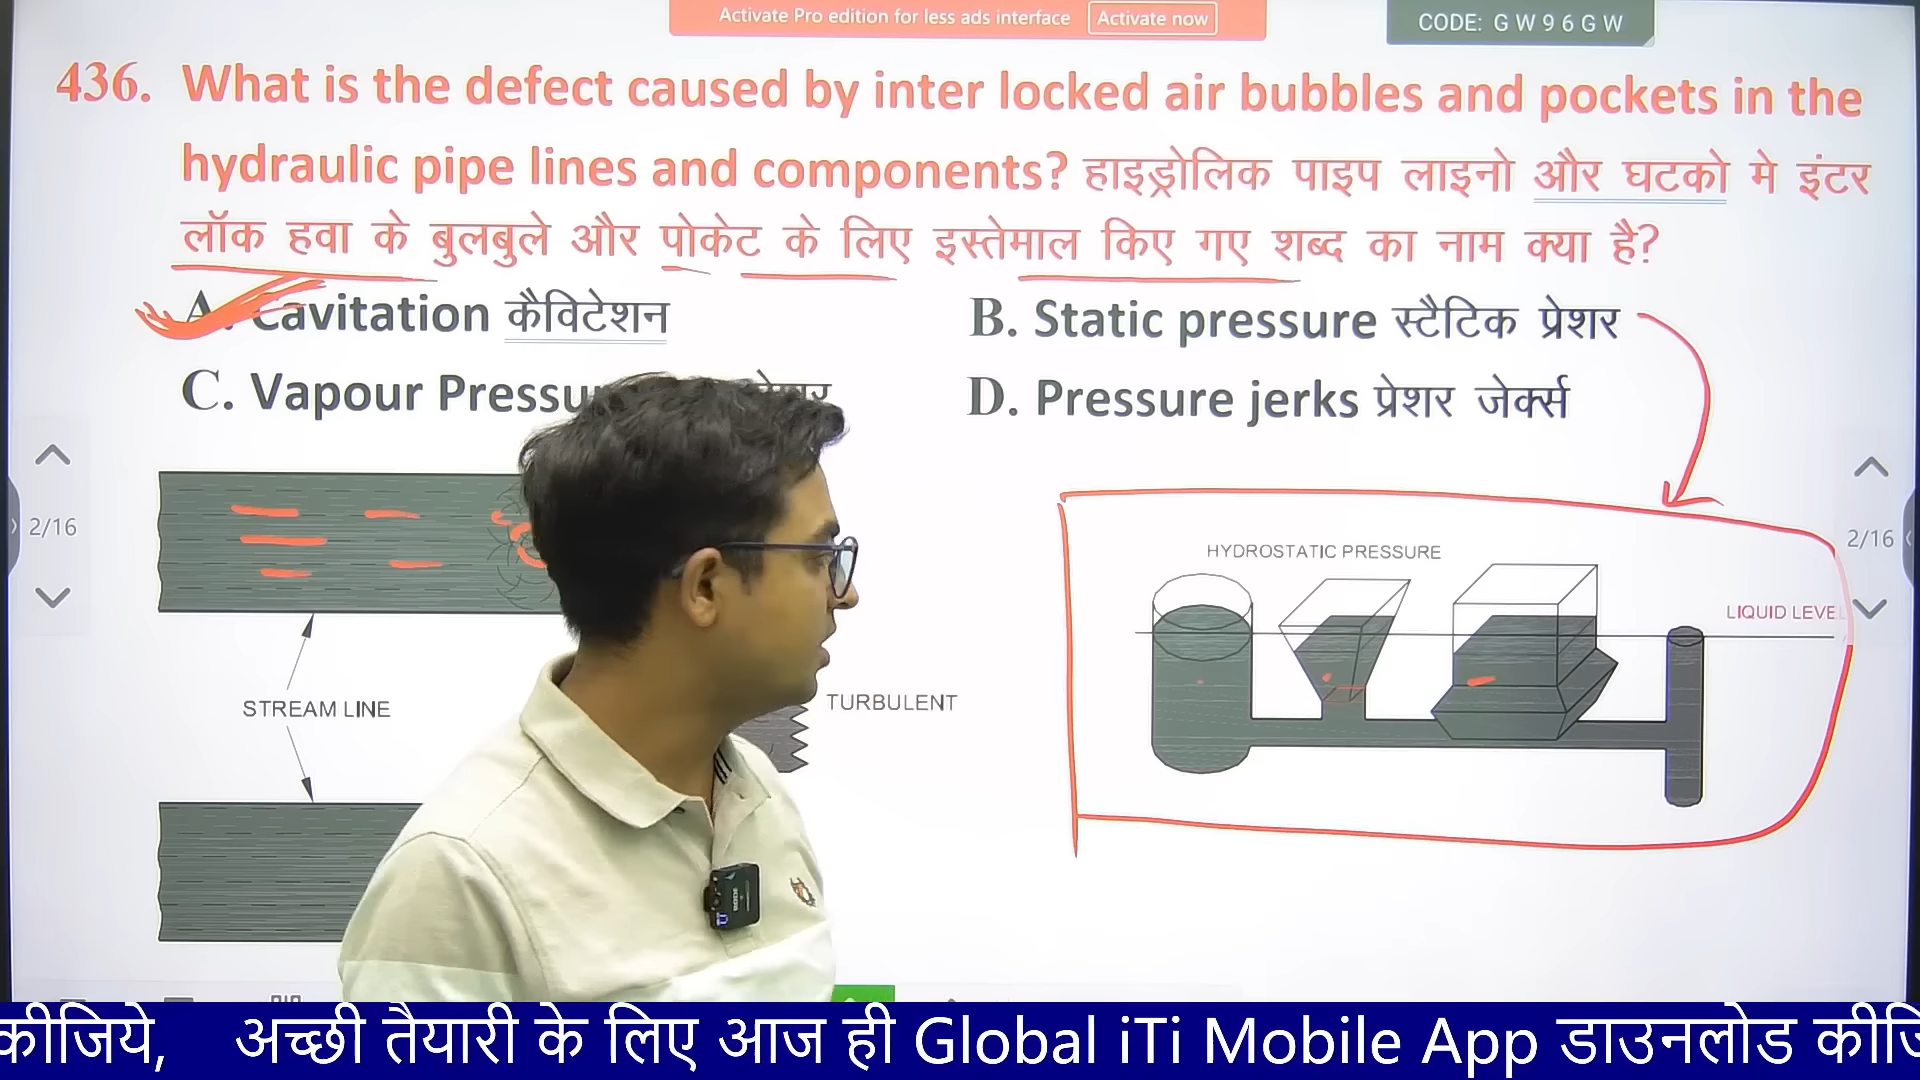 Activate Pro edition for less ads interface Activate now
CODE: G W 9 6 G W
436. What is the defect caused by inter locked air bubbles and pockets in the
hydraulic pipe lines and components? हाइड्रोलिक पाइप लाइनो और घटको मे इंटर
लॉक हवा के बुलबुले और पोकेट के लिए इस्तेमाल किए गए शब्द का नाम क्या है?
A. Cavitation कैविटेशन
B. Static pressure स्टैटिक प्रेशर
C. Vapour Pressu
D. Pressure jerks प्रेशर जेर्क्स
2/16
2/16
HYDROSTATIC PRESSURE
LIQUID LEVEL
STREAM LINE
TURBULENT
कीजिये, अच्छी तैयारी के लिए आज ही Global iTi Mobile App डाउनलोड कीजि